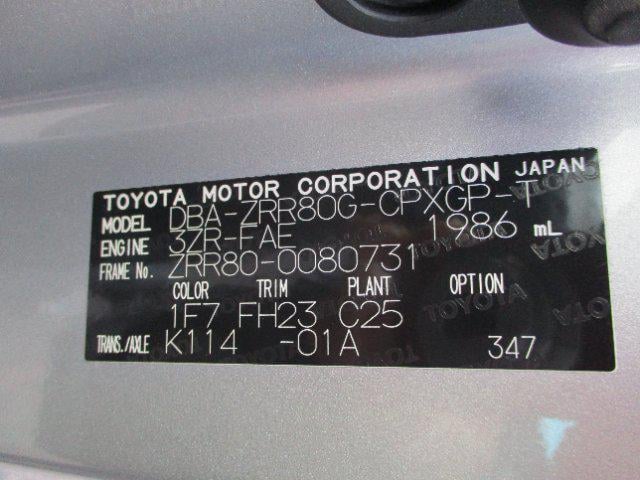 TOYOTA MOTOR CORPORATION JAPAN
MODEL DBA-ZRR80G-CPXGP-T
ENGINE 3ZR-FAE 1986 mL
FRAME No. ZRR80-0080731
COLOR TRIM PLANT OPTION
1F7 FH23 C25
TRANS./AXLE K114 -01A 347